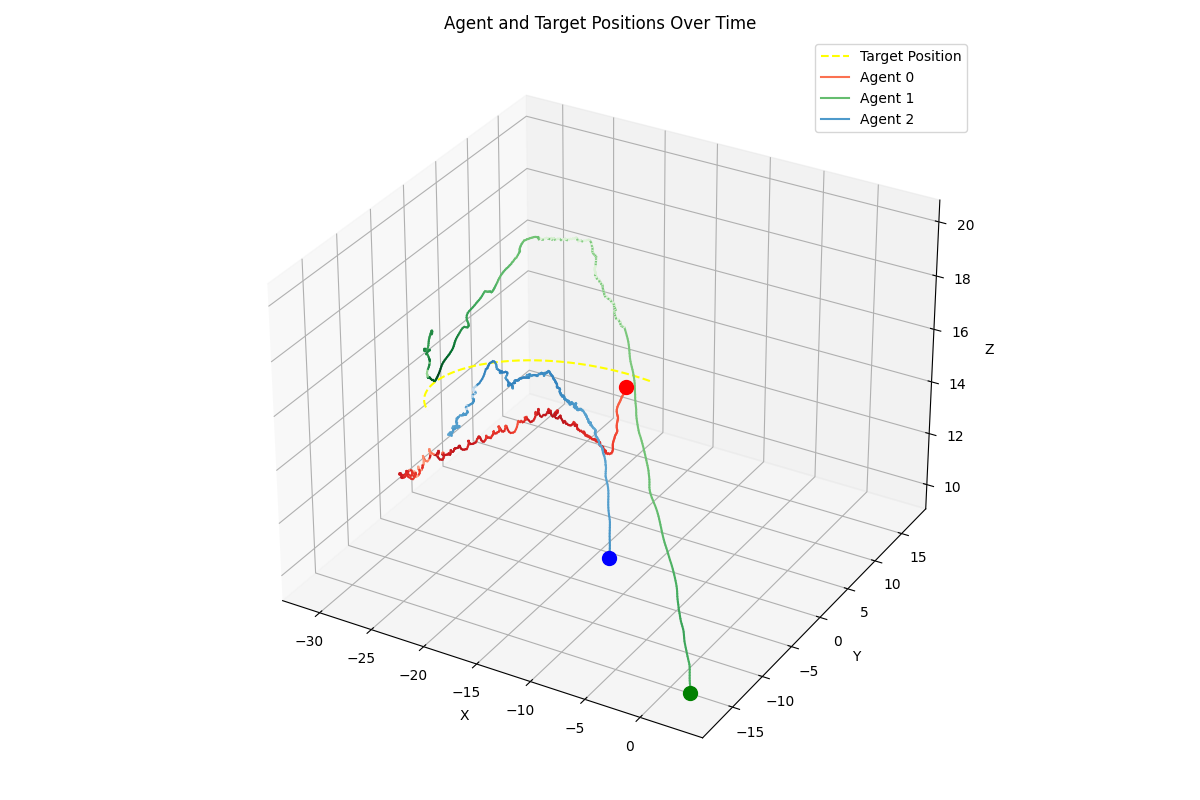 Agent and Target Positions Over Time
Target Position
Agent 0
Agent 1
Agent 2
20
18
16
Z
14
12
10
15
10
5
0
Y
−5
−10
−15
−30
−25
−20
−15
X
−10
−5
0